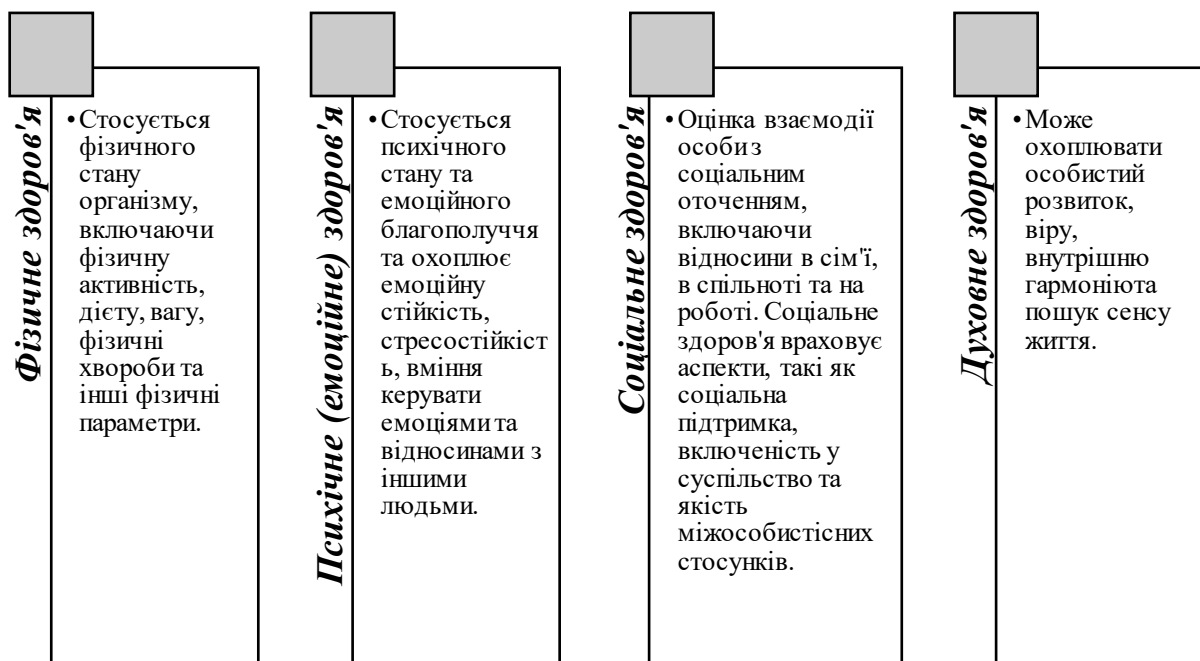 Фізичне здоров'я
•Стосується
фізичного
стану
організму,
включаючи
фізичну
активність,
дієту, вагу,
фізичні
хвороби та
інші фізичні
параметри.
Психічне (емоційне) здоров'я
•Стосується
психічного
стану та
емоційного
благополуччя
та охоплює
емоційну
стійкість,
стресостійкіст
ь, вміння
керувати
емоціями та
відносинами з
іншими
людьми.
Соціальне здоров'я
•Оцінка взаємодії
особи з
соціальним
оточенням,
включаючи
відносини в сім'ї,
в спільноті та на
роботі. Соціальне
здоров'я враховує
аспекти, такі як
соціальна
підтримка,
включеність у
суспільство та
якість
міжособистісних
стосунків.
Духовне здоров'я
•Може
охоплювати
особистий
розвиток,
віру,
внутрішню
гармоніюта
пошук сенсу
життя.